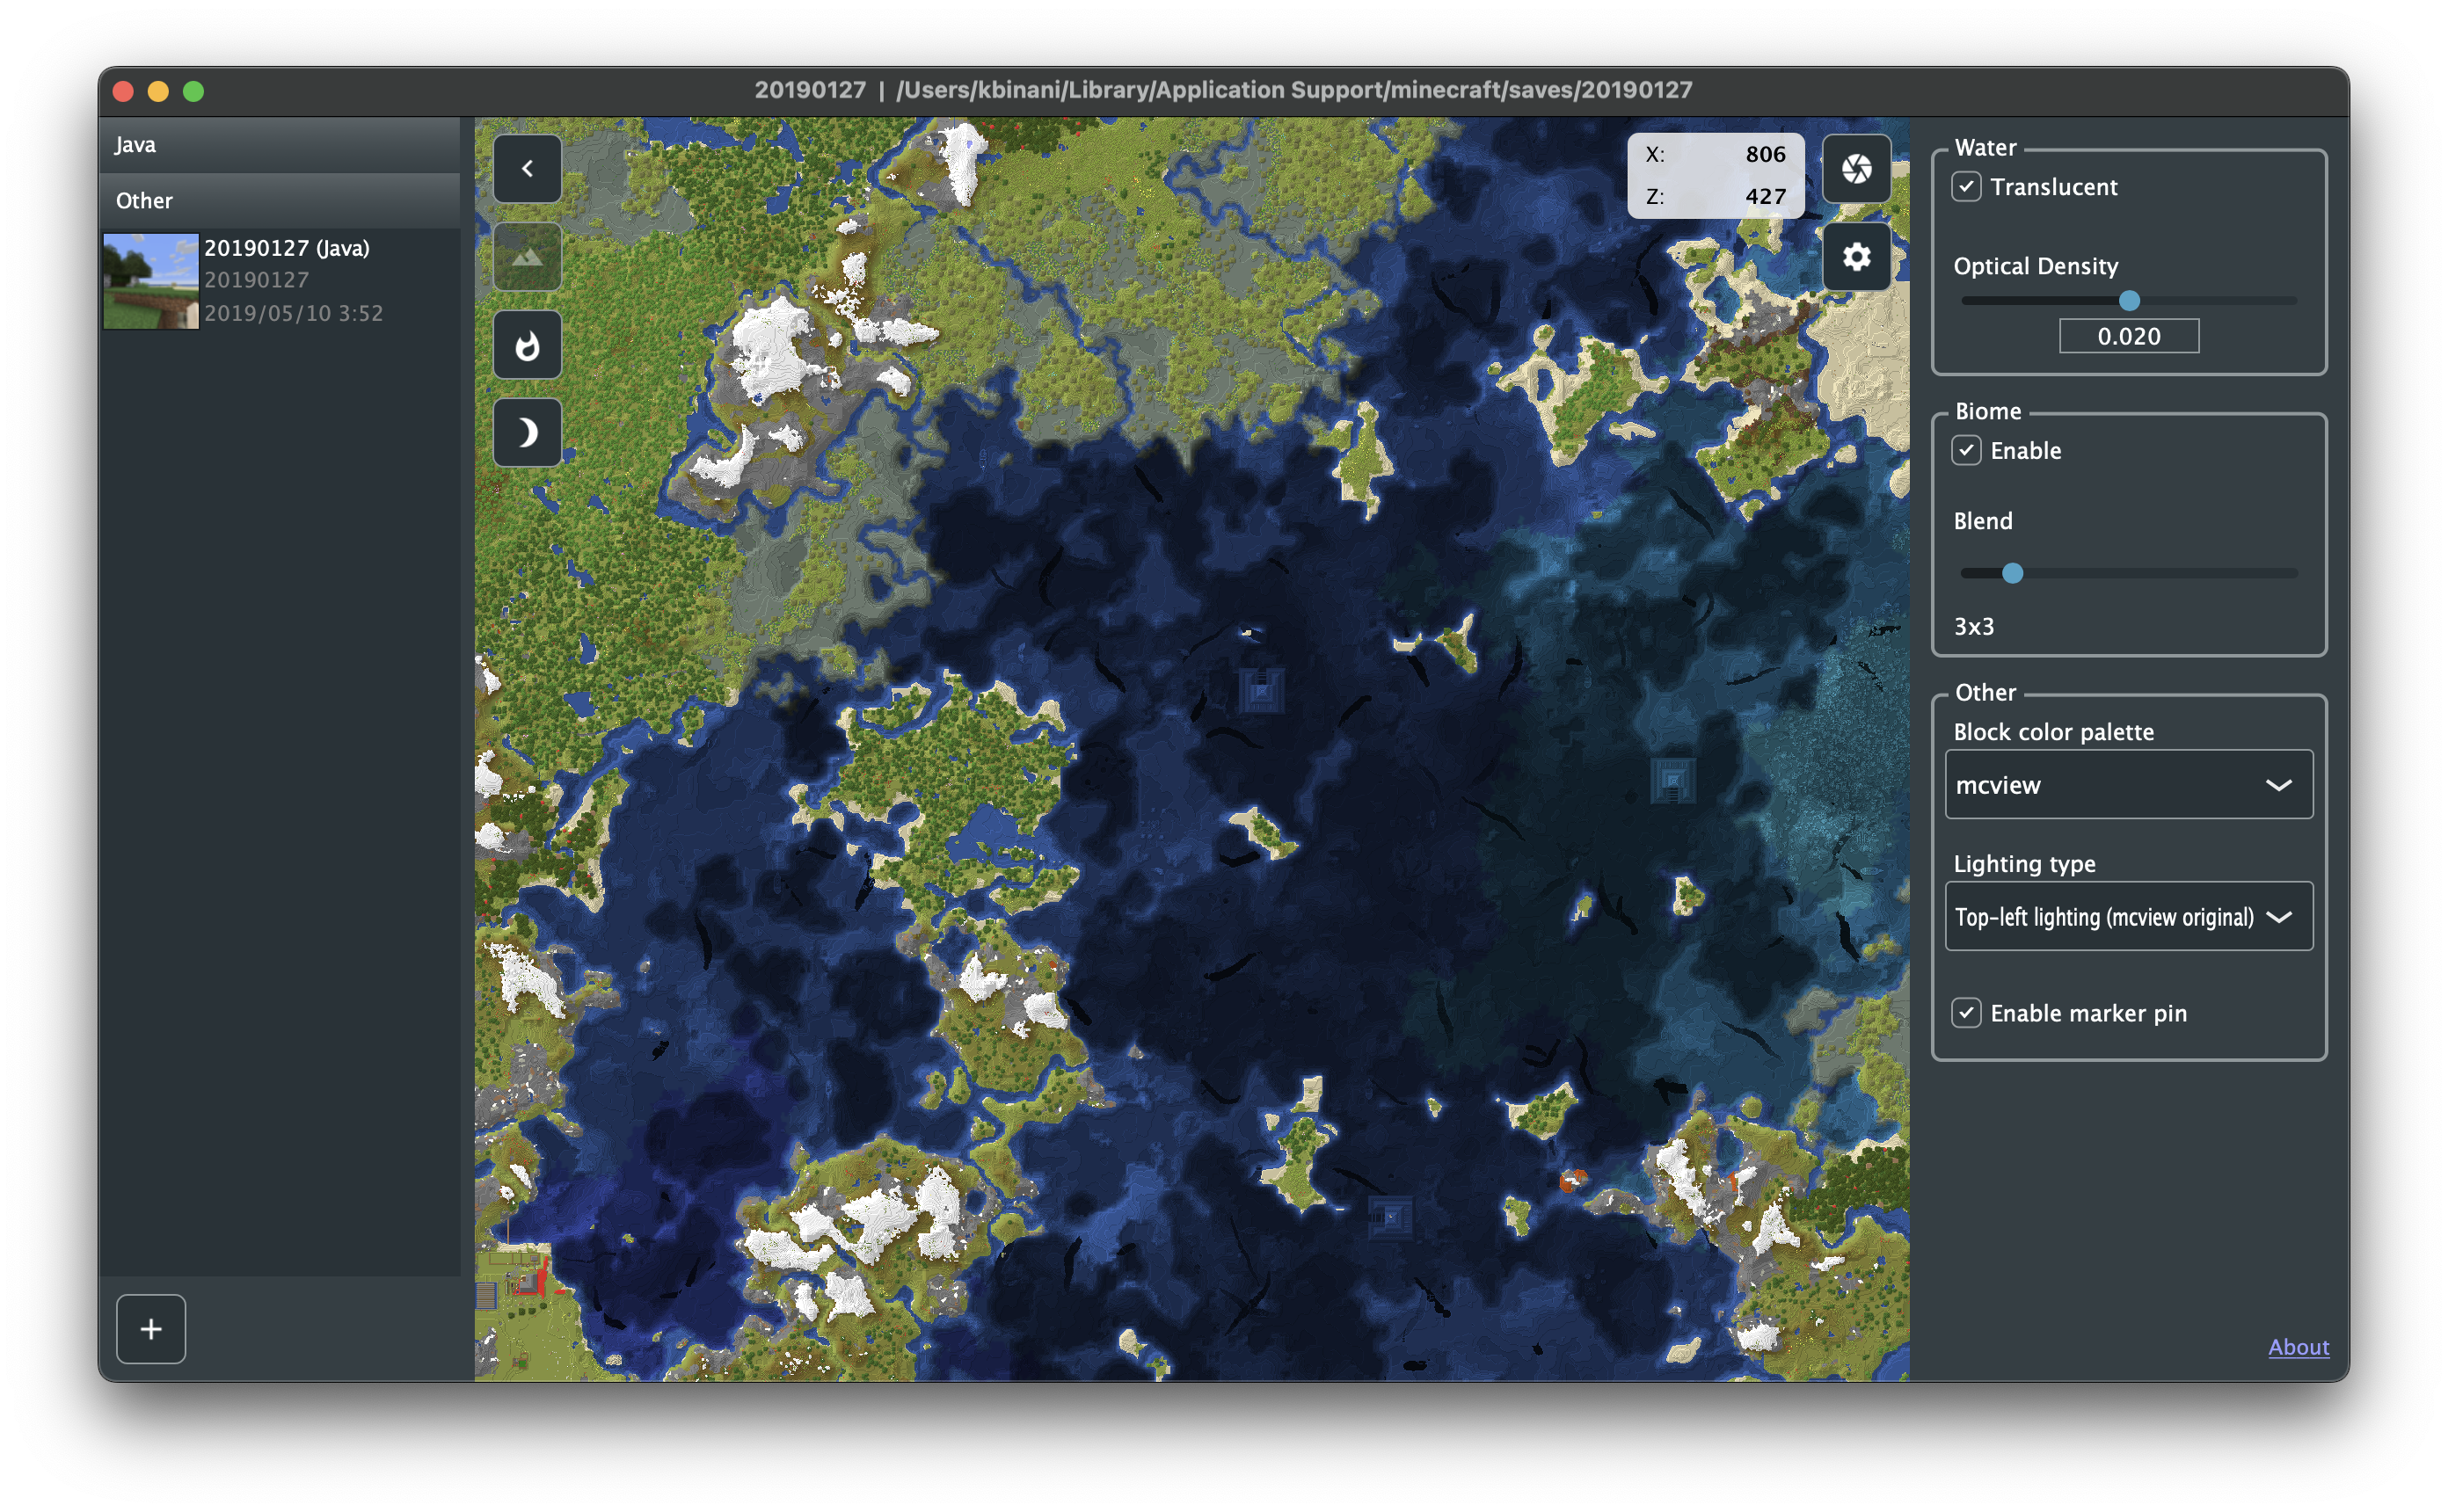 20190127 | /Users/kbinani/Library/Application Support/minecraft/saves/20190127
Java
Other
20190127 (Java)
20190127
2019/05/10 3:52
X: 806
Z: 427
Water
Translucent
Optical Density
0.020
Biome
Enable
Blend
3x3
Other
Block color palette
mcview
Lighting type
Top-left lighting (mcview original)
Enable marker pin
About